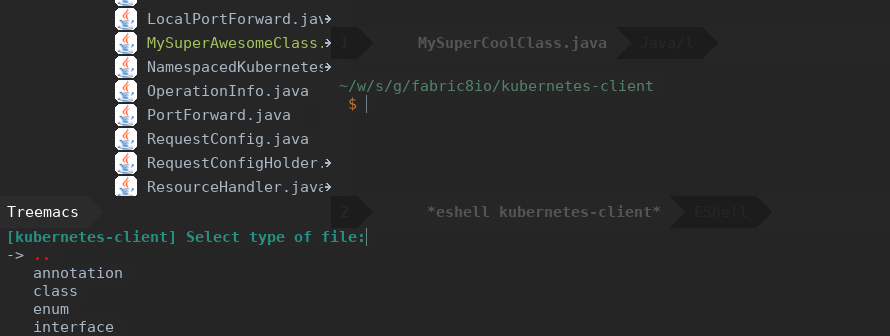 LocalPortForward.jav
MySuperAwesomeClass.
1 MySuperCoolClass.java Java/l
NamespacedKubernetes
~/w/s/g/fabric8io/kubernetes-client
OperationInfo.java
$
PortForward.java
RequestConfig.java
RequestConfigHolder.
ResourceHandler.java
Treemacs 2 *eshell kubernetes-client* EShell
[kubernetes-client] Select type of file:
-> ..
annotation
class
enum
interface